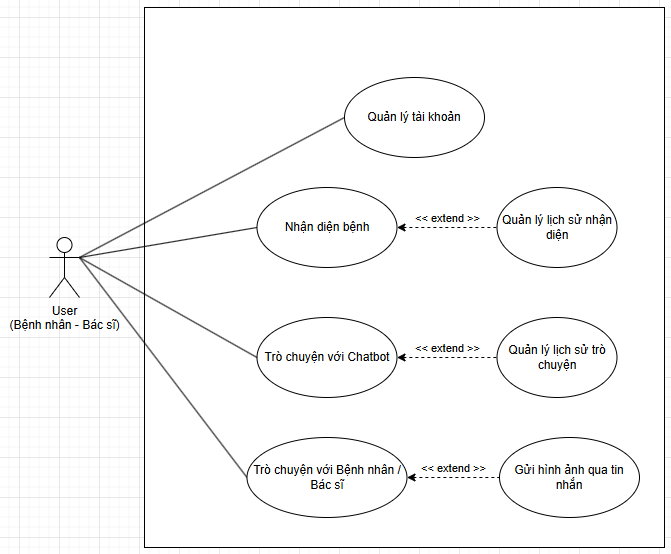 Quản lý tài khoản
Nhận diện bệnh
<< extend >>
Quản lý lịch sử nhận
diện
User
(Bệnh nhân - Bác sĩ)
Trò chuyện với Chatbot
<< extend >>
Quản lý lịch sử trò
chuyện
Trò chuyện với Bệnh nhân /
Bác sĩ
<< extend >>
Gửi hình ảnh qua tin
nhắn